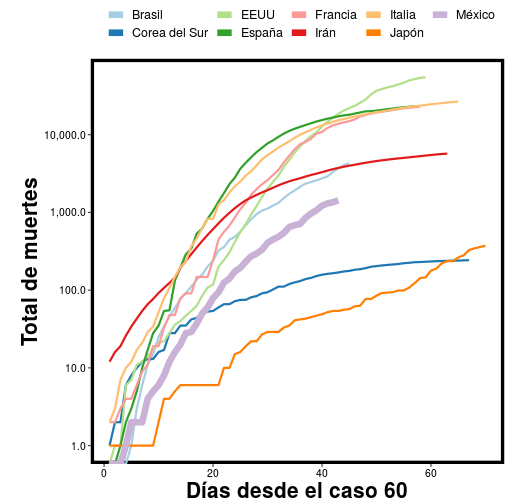 Brasil EEUU Francia Italia México
Corea del Sur España Irán Japón
10,000.0
1,000.0
100.0
10.0
1.0
Total de muertes
0 20 40 60
Días desde el caso 60